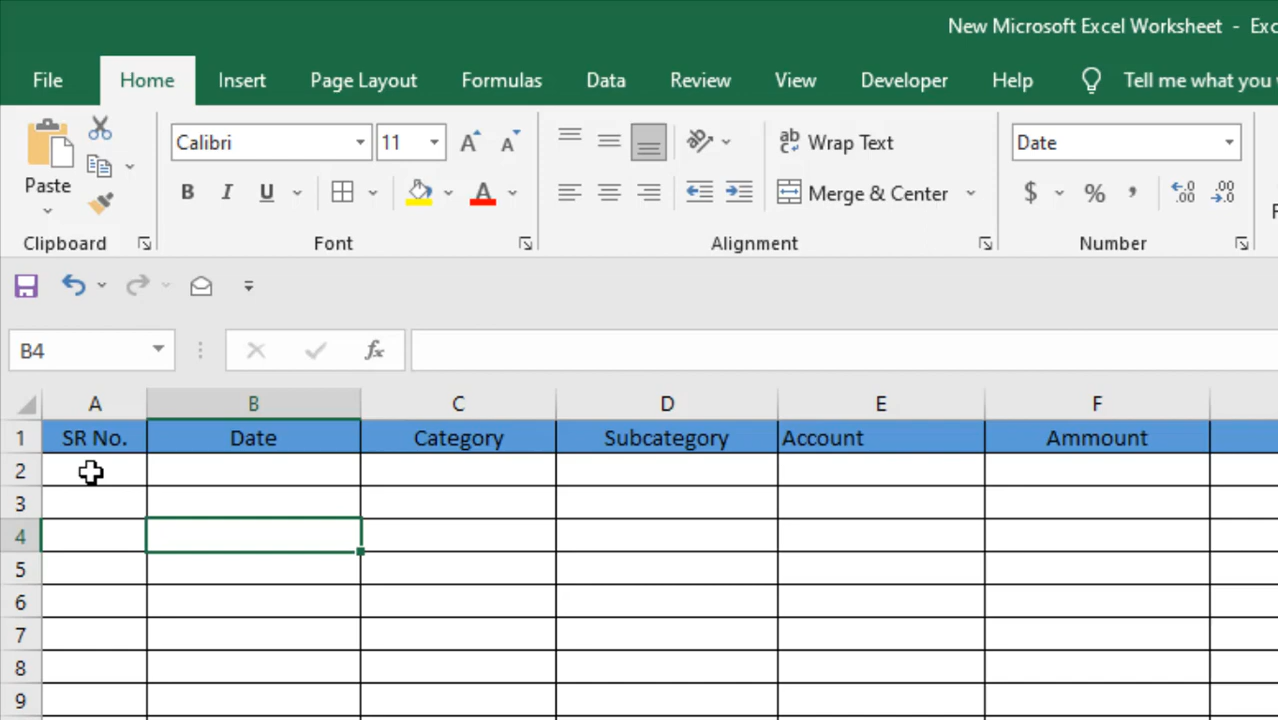 New Microsoft Excel Worksheet - Exc
File Home Insert Page Layout Formulas Data Review View Developer Help Tell me what you
Paste
Calibri 11
B I U A
ab Wrap Text
Merge & Center
Date
$ % ,
Clipboard Font Alignment Number
B4 fx
A B C D E F
1 SR No. Date Category Subcategory Account Ammount
2
3
4
5
6
7
8
9